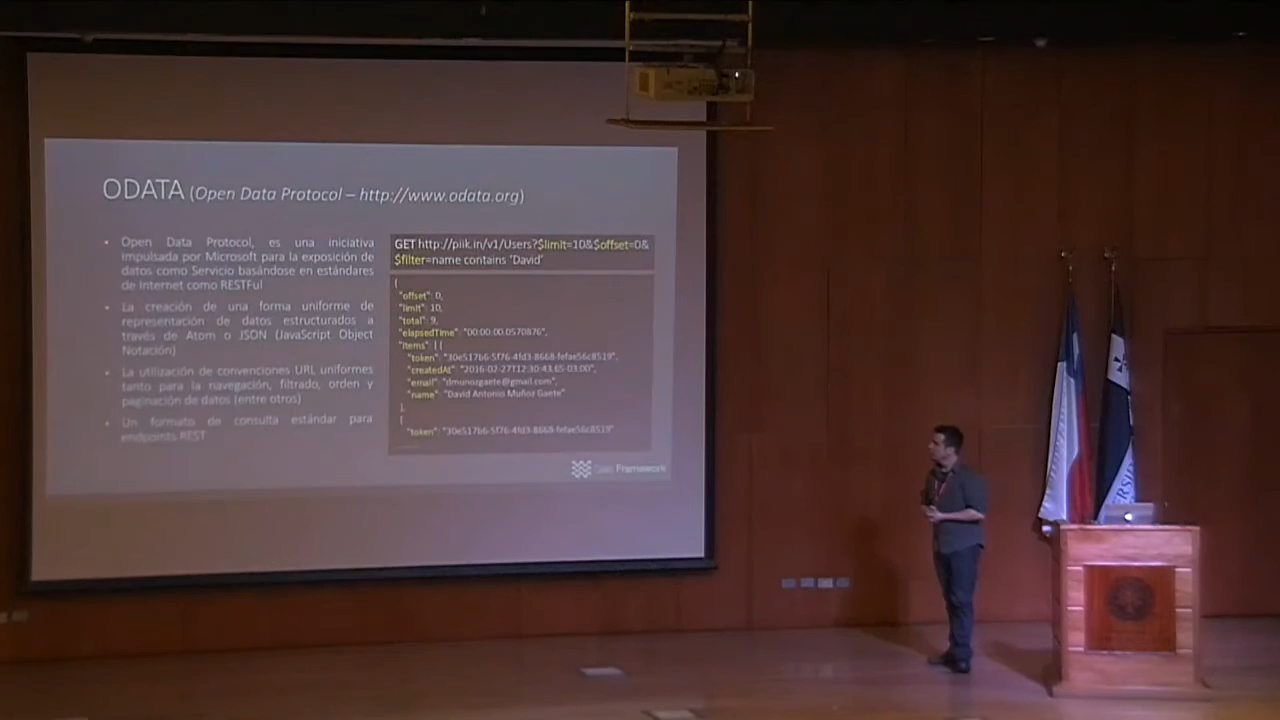 ODATA (Open Data Protocol – http://www.odata.org)
• Open Data Protocol, es una iniciativa
impulsada por Microsoft para la exposición de
datos como Servicio basándose en estándares
de Internet como RESTFul
• La creación de una forma uniforme de
representación de datos estructurados a
través de Atom o JSON (JavaScript Object
Notación)
• La utilización de convenciones URL uniformes
tanto para la navegación, filtrado, orden y
paginación de datos (entre otros)
• Un formato de consulta estándar para
endpoints REST
GET http://piik.in/v1/Users?$limit=10&$offset=0&
$filter=name contains 'David'
{
"offset": 0,
"limit": 10,
"total": 9,
"elapsedTime": "00:00:00.0570876",
"items": [ {
"token": "30e517b6-5f76-4fd3-8668-fefae56c8519",
"createdAt": "2016-02-27T12:30:43.65-03:00",
"email": "dmunozgaete@gmail.com",
"name": "David Antonio Muñoz Gaete"
},
{
"token": "30e517b6-5f76-4fd3-8668-fefae56c8519"
Framework